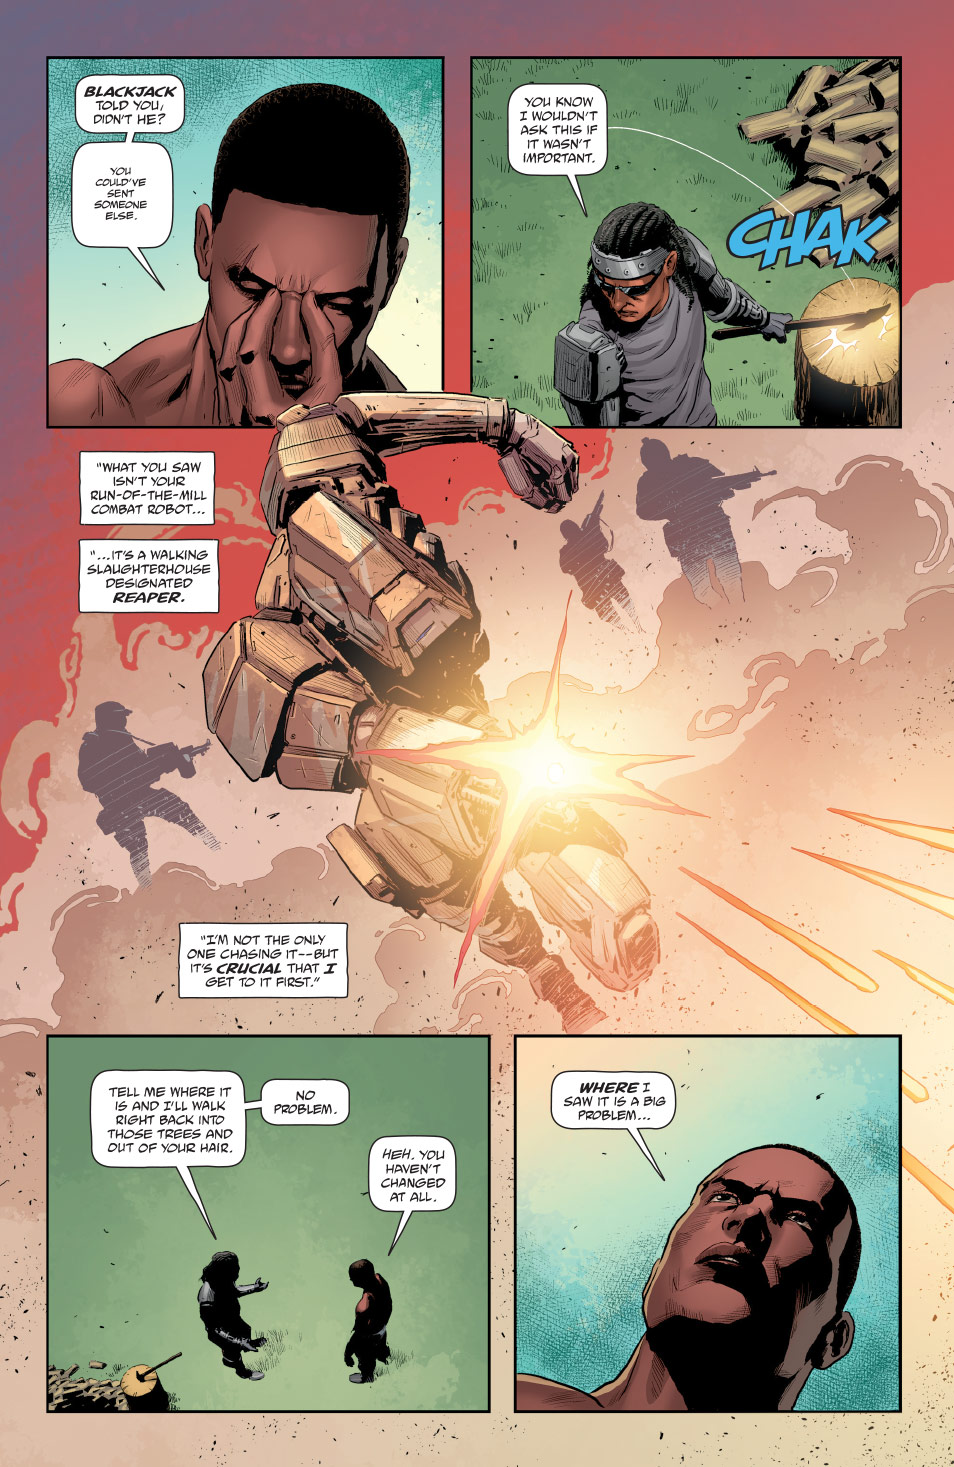 BLACKJACK
TOLD YOU,
DIDN'T HE?
YOU
COULD'VE
SENT
SOMEONE
ELSE.
YOU KNOW
I WOULDN'T
ASK THIS IF
IT WASN'T
IMPORTANT.
CHAK
"WHAT YOU SAW
ISN'T YOUR
RUN-OF-THE-MILL
COMBAT ROBOT...
"...IT'S A WALKING
SLAUGHTERHOUSE
DESIGNATED
REAPER.
"I'M NOT THE ONLY
ONE CHASING IT--BUT
IT'S CRUCIAL THAT I
GET TO IT FIRST."
TELL ME WHERE IT
IS AND I'LL WALK
RIGHT BACK INTO
THOSE TREES AND
OUT OF YOUR HAIR.
NO
PROBLEM.
HEH. YOU
HAVEN'T
CHANGED
AT ALL.
WHERE I
SAW IT IS A BIG
PROBLEM...